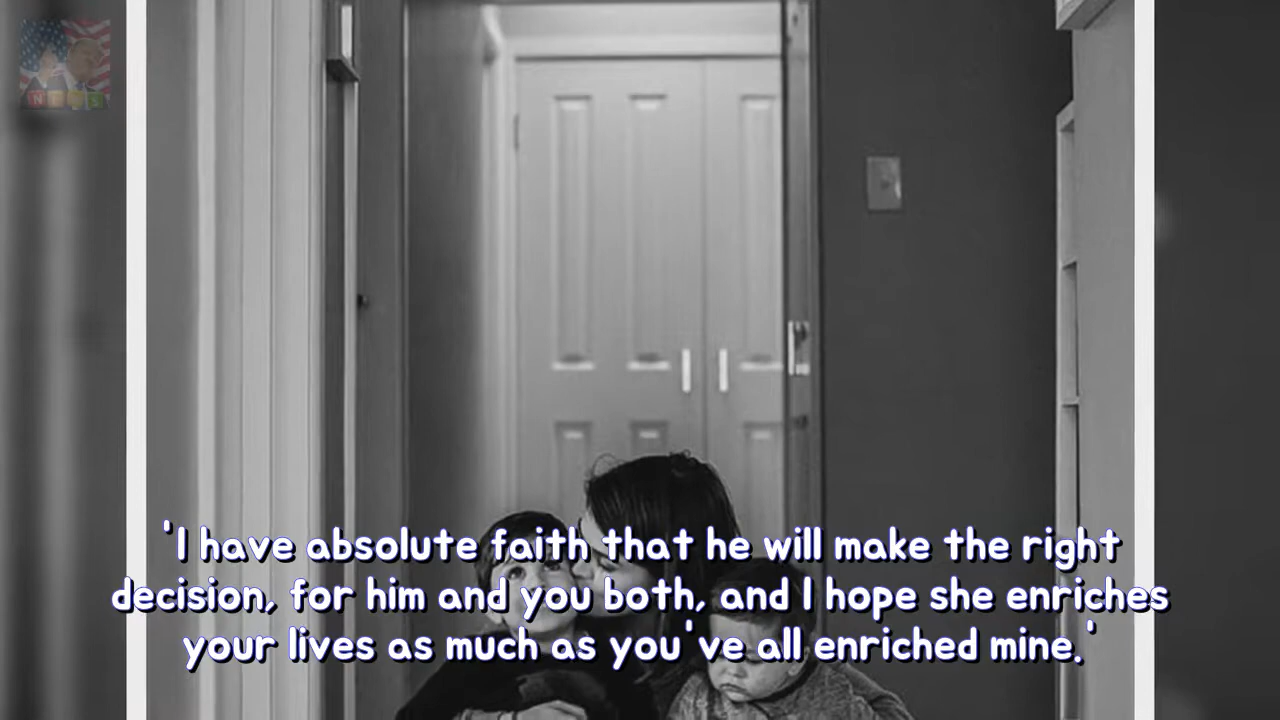 NEWS
'I have absolute faith that he will make the right
decision, for him and you both, and I hope she enriches
your lives as much as you've all enriched mine.'